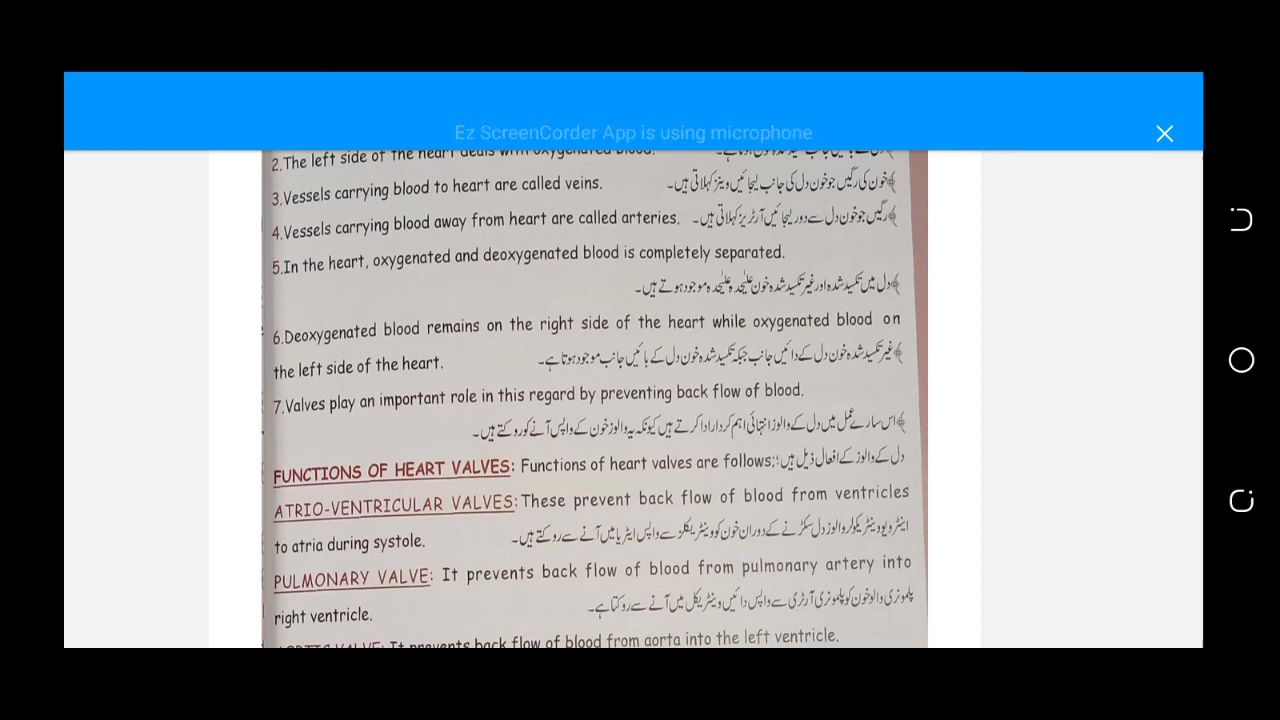 Ez ScreenCorder App is using microphone
2.The left side of the heart deals with oxygenated blood.
3.Vessels carrying blood to heart are called veins. ﴾خون کی رگیں جو خون دل کی جانب لیجائیں وینز کہلاتی ہیں۔
4.Vessels carrying blood away from heart are called arteries. ﴾رگیں جو خون دل سے دور لیجائیں آرٹریز کہلاتی ہیں۔
5.In the heart, oxygenated and deoxygenated blood is completely separated.
﴾دل میں تکسید شدہ اور غیر تکسید شدہ خون علیٰحدہ علیٰحدہ موجود ہوتے ہیں۔
6.Deoxygenated blood remains on the right side of the heart while oxygenated blood on
the left side of the heart. ﴾غیر تکسید شدہ خون دل کے دائیں جانب جبکہ تکسید شدہ خون دل کے بائیں جانب موجود ہوتا ہے۔
7.Valves play an important role in this regard by preventing back flow of blood.
﴾اس سارے عمل میں دل کے والوز انتہائی اہم کردار ادا کرتے ہیں کیونکہ یہ والوز خون کے واپس آنے کو روکتے ہیں۔
FUNCTIONS OF HEART VALVES: Functions of heart valves are follows; دل کے والوز کے افعال ذیل ہیں؛
ATRIO-VENTRICULAR VALVES: These prevent back flow of blood from ventricles
to atria during systole. ایٹریووینٹریکولر والوز دل سکڑنے کے دوران خون کو وینٹریکلز سے واپس ایٹریا میں آنے سے روکتے ہیں۔
PULMONARY VALVE: It prevents back flow of blood from pulmonary artery into
right ventricle. پلمونری والو خون کو پلمونری آرٹری سے واپس دائیں وینٹریکل میں آنے سے روکتا ہے۔
AORTIC VALVE: It prevents back flow of blood from aorta into the left ventricle.